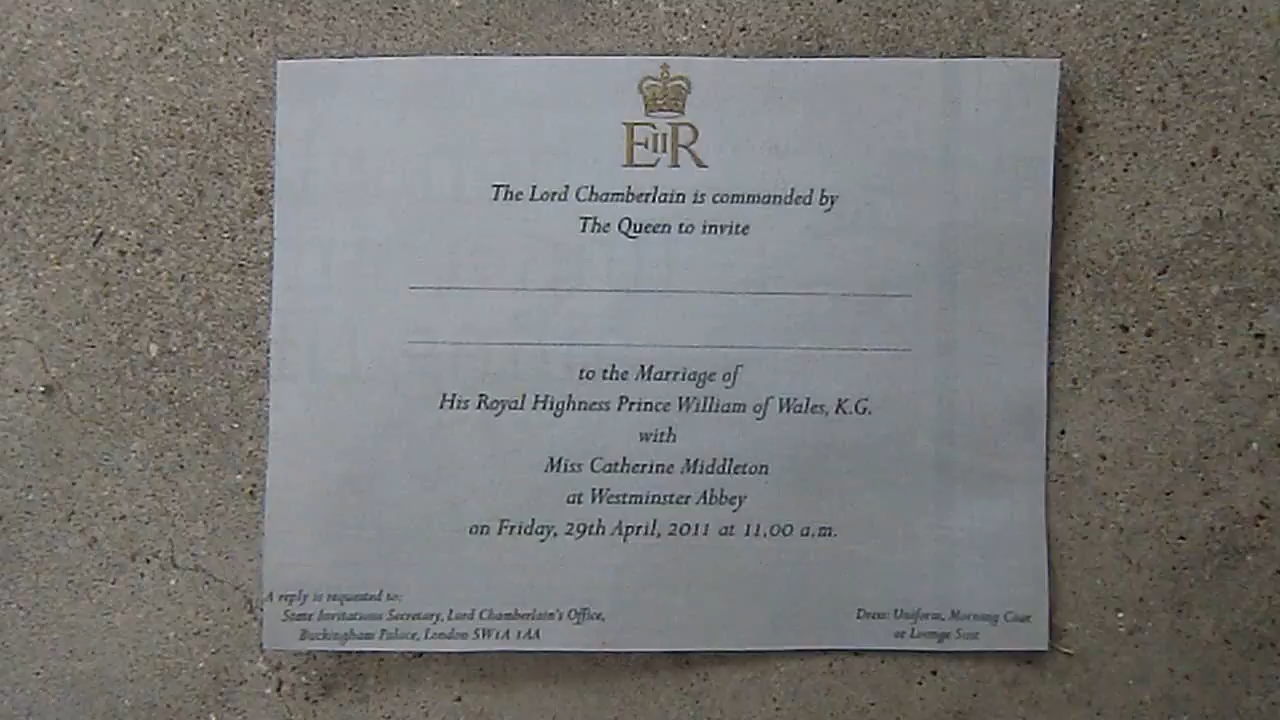 EIIR
The Lord Chamberlain is commanded by
The Queen to invite
to the Marriage of
His Royal Highness Prince William of Wales, K.G.
with
Miss Catherine Middleton
at Westminster Abbey
on Friday, 29th April, 2011 at 11.00 a.m.
A reply is requested to:
State Invitations Secretary, Lord Chamberlain's Office,
Buckingham Palace, London SW1A 1AA
Dress: Uniform, Morning Coat
or Lounge Suit